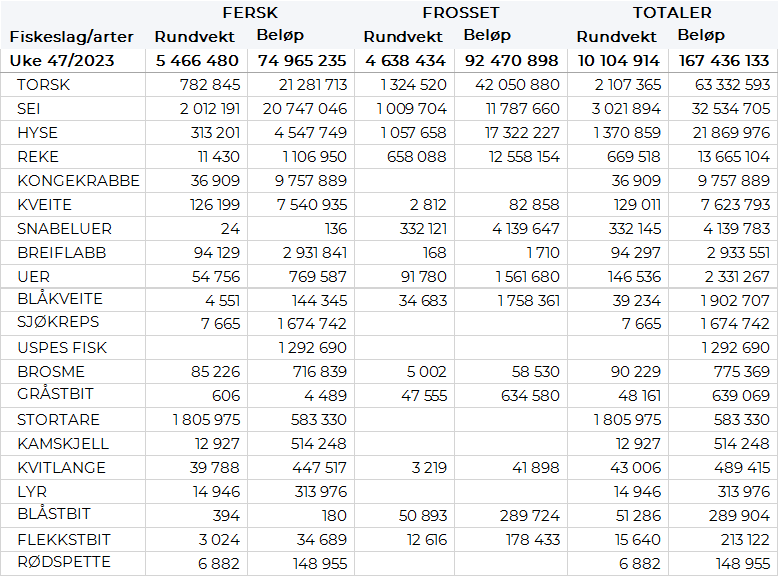 FERSK FROSSET TOTALER
Fiskeslag/arter Rundvekt Beløp Rundvekt Beløp Rundvekt Beløp
Uke 47/2023 5 466 480 74 965 235 4 638 434 92 470 898 10 104 914 167 436 133
TORSK 782 845 21 281 713 1 324 520 42 050 880 2 107 365 63 332 593
SEI 2 012 191 20 747 046 1 009 704 11 787 660 3 021 894 32 534 705
HYSE 313 201 4 547 749 1 057 658 17 322 227 1 370 859 21 869 976
REKE 11 430 1 106 950 658 088 12 558 154 669 518 13 665 104
KONGEKRABBE 36 909 9 757 889 36 909 9 757 889
KVEITE 126 199 7 540 935 2 812 82 858 129 011 7 623 793
SNABELUER 24 136 332 121 4 139 647 332 145 4 139 783
BREIFLABB 94 129 2 931 841 168 1 710 94 297 2 933 551
UER 54 756 769 587 91 780 1 561 680 146 536 2 331 267
BLÅKVEITE 4 551 144 345 34 683 1 758 361 39 234 1 902 707
SJØKREPS 7 665 1 674 742 7 665 1 674 742
USPES FISK 1 292 690 1 292 690
BROSME 85 226 716 839 5 002 58 530 90 229 775 369
GRÅSTBIT 606 4 489 47 555 634 580 48 161 639 069
STORTARE 1 805 975 583 330 1 805 975 583 330
KAMSKJELL 12 927 514 248 12 927 514 248
KVITLANGE 39 788 447 517 3 219 41 898 43 006 489 415
LYR 14 946 313 976 14 946 313 976
BLÅSTBIT 394 180 50 893 289 724 51 286 289 904
FLEKKSTBIT 3 024 34 689 12 616 178 433 15 640 213 122
RØDSPETTE 6 882 148 955 6 882 148 955